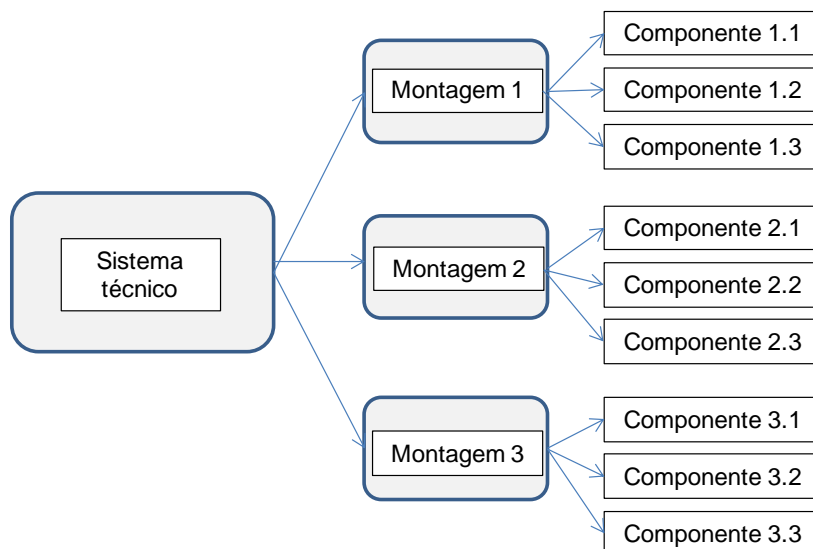 Sistema
técnico
Montagem 1
Componente 1.1
Componente 1.2
Componente 1.3
Montagem 2
Componente 2.1
Componente 2.2
Componente 2.3
Montagem 3
Componente 3.1
Componente 3.2
Componente 3.3